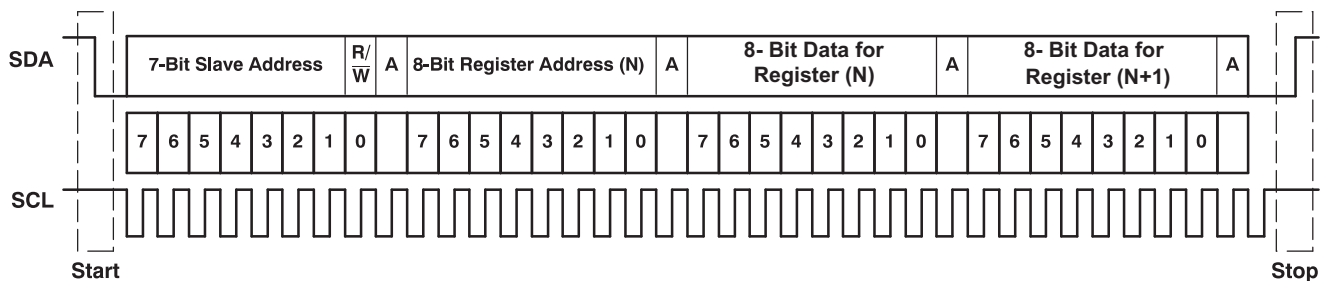 SDA
7-Bit Slave Address
R/
W
A
8-Bit Register Address (N)
A
8- Bit Data for
Register (N)
A
8- Bit Data for
Register (N+1)
A
7 6 5 4 3 2 1 0 7 6 5 4 3 2 1 0 7 6 5 4 3 2 1 0 7 6 5 4 3 2 1 0
SCL
Start
Stop